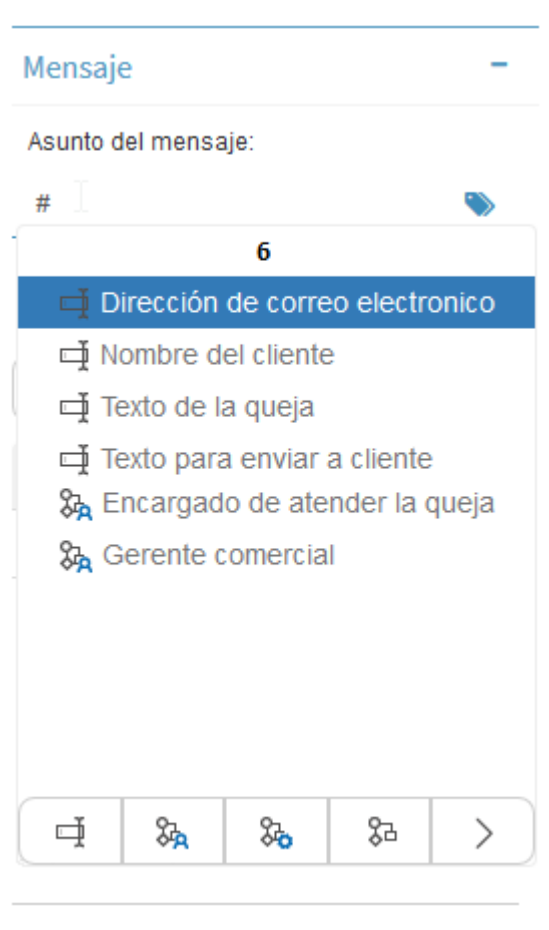 Mensaje
Asunto del mensaje:
#
6
Dirección de correo electronico
Nombre del cliente
Texto de la queja
Texto para enviar a cliente
Encargado de atender la queja
Gerente comercial